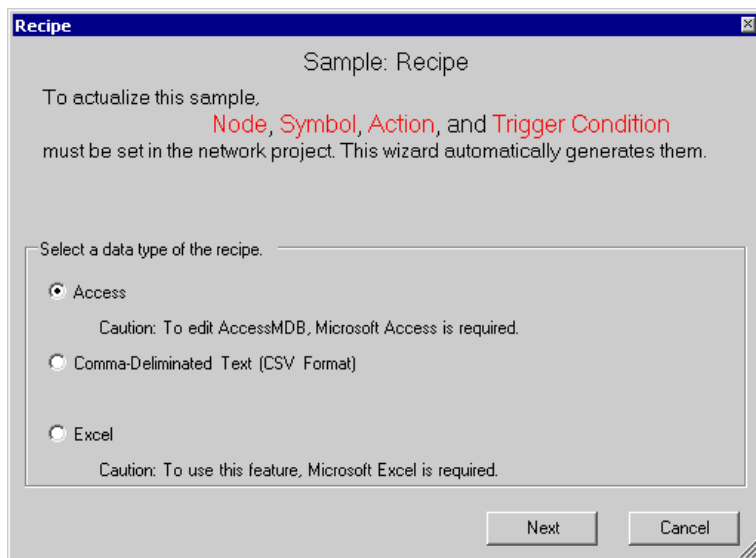 Recipe
Sample: Recipe
To actualize this sample,
Node, Symbol, Action, and Trigger Condition
must be set in the network project. This wizard automatically generates them.
Select a data type of the recipe.
Access
Caution: To edit AccessMDB, Microsoft Access is required.
Comma-Deliminated Text (CSV Format)
Excel
Caution: To use this feature, Microsoft Excel is required.
Next
Cancel